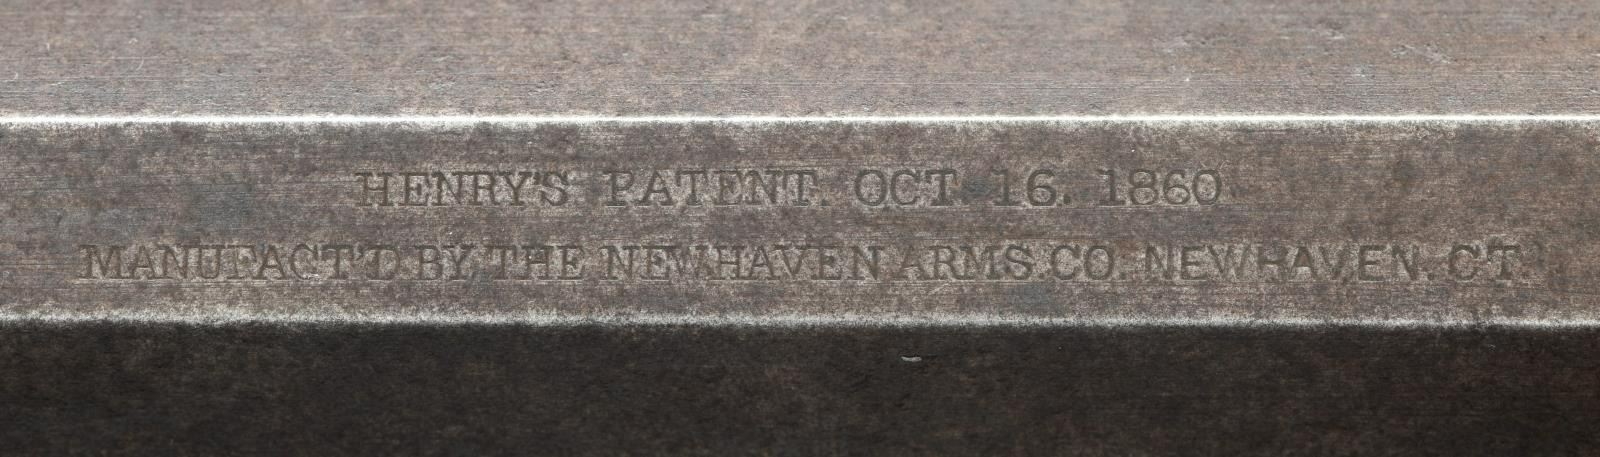 HENRY'S PATENT. OCT. 16. 1860
MANUFACT'D BY THE NEWHAVEN ARMS CO. NEWHAVEN. CT.